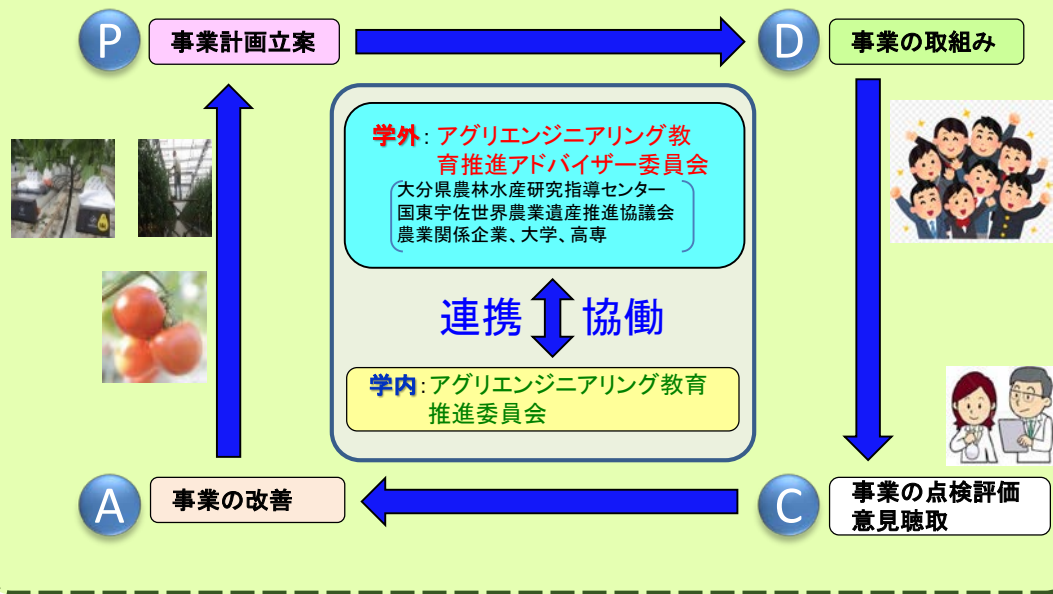 P 事業計画立案
D 事業の取組み
学外：アグリエンジニアリング教
育推進アドバイザー委員会
大分県農林水産研究指導センター
国東宇佐世界農業遺産推進協議会
農業関係企業、大学、高専
連携 協働
学内：アグリエンジニアリング教育
推進委員会
A 事業の改善
C 事業の点検評価
意見聴取